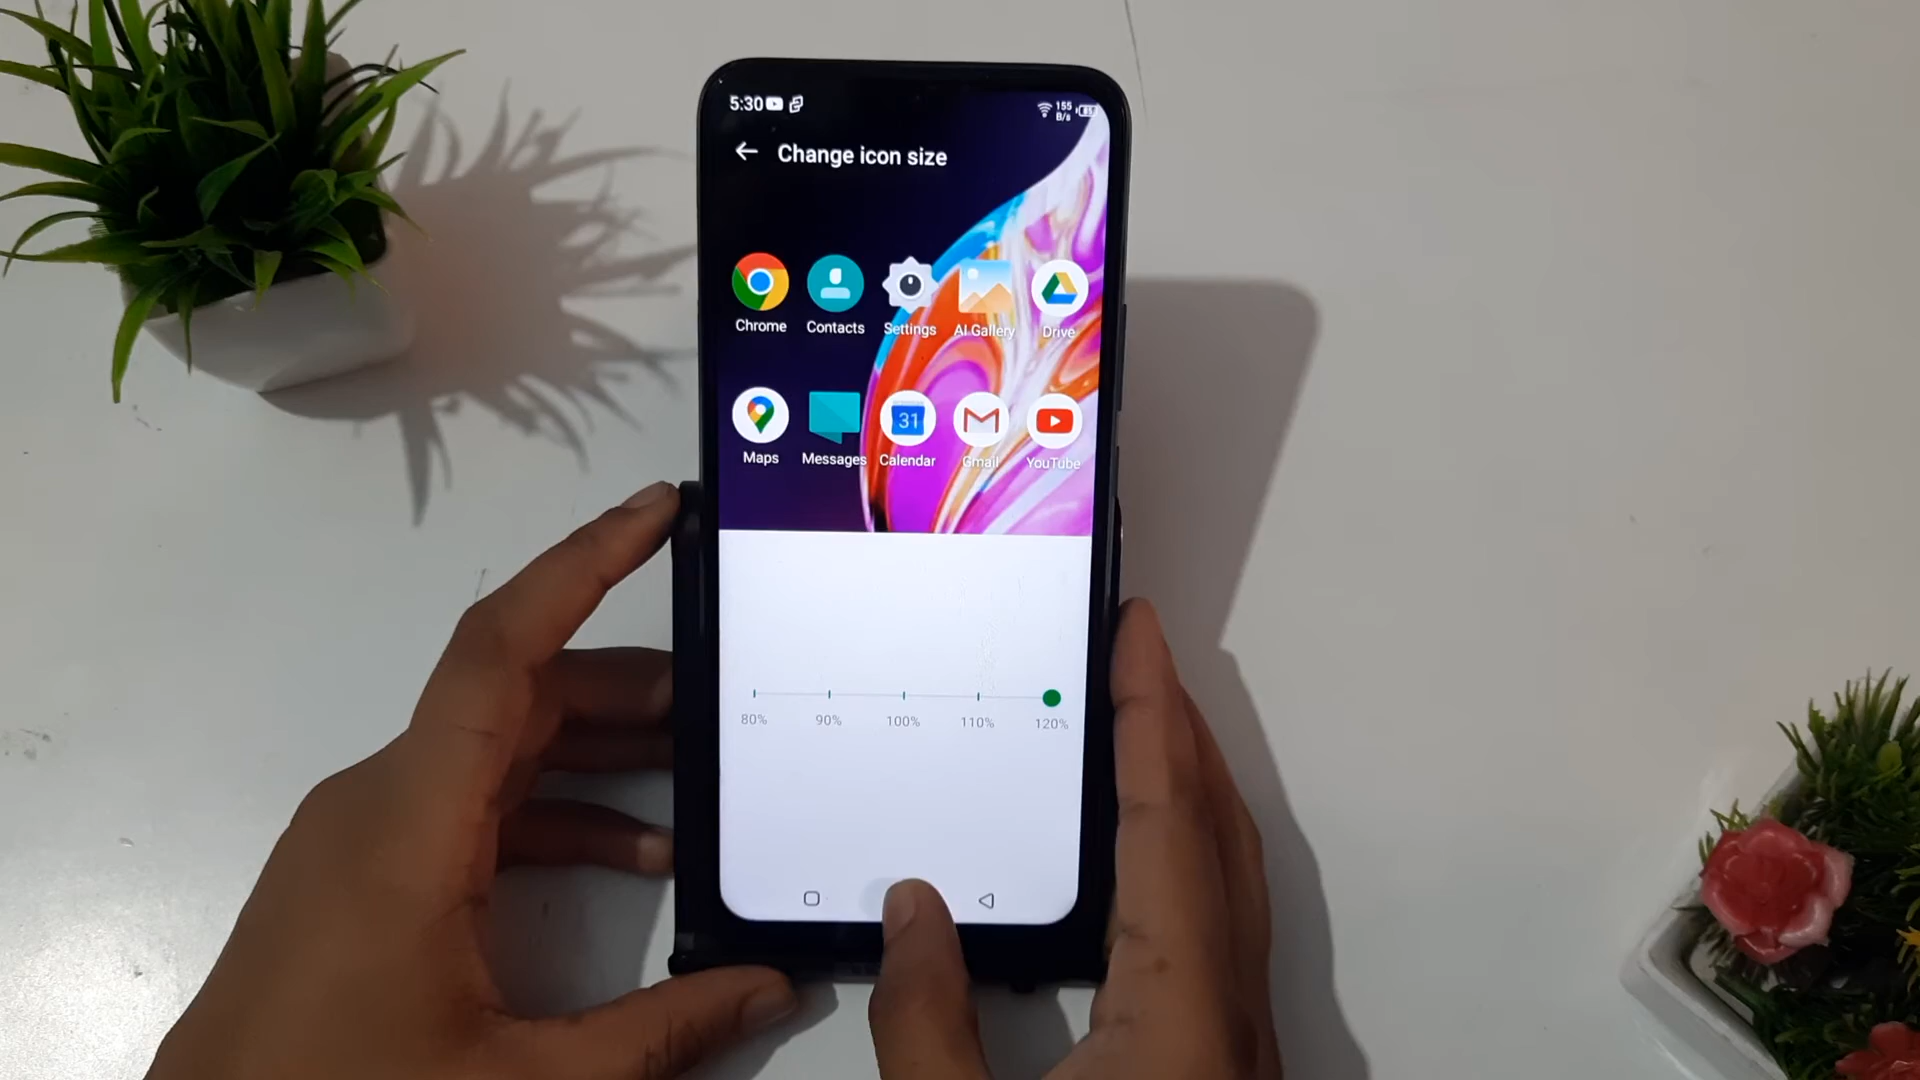 5:30
155
B/s
Change icon size
Chrome Contacts Settings AI Gallery Drive
31
Maps Messages Calendar Gmail YouTube
80% 90% 100% 110% 120%